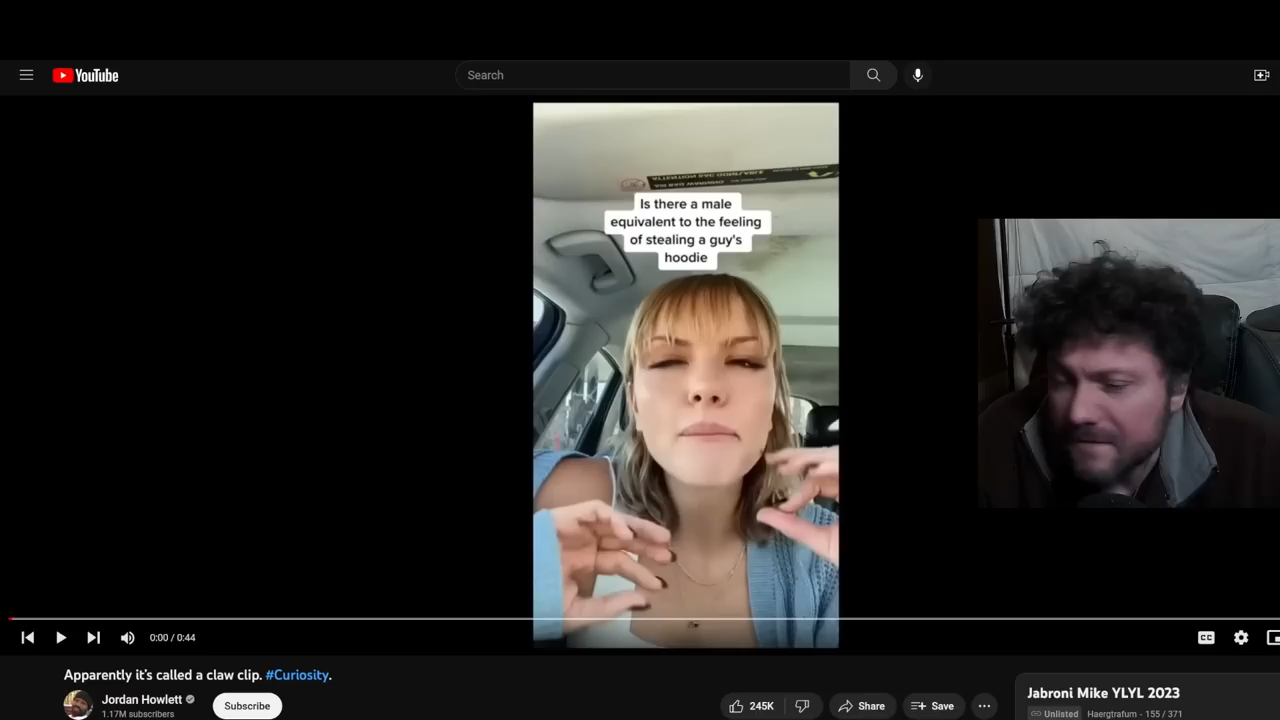 YouTube
Search
Is there a male
equivalent to the feeling
of stealing a guy's
hoodie
0:00 / 0:44
CC
Apparently it's called a claw clip. #Curiosity.
Jordan Howlett
1.17M subscribers
Subscribe
245K
Share
Save
Jabroni Mike YLYL 2023
Unlisted
Haergtrafum - 155 / 371